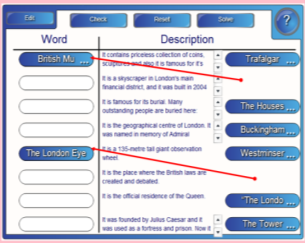 Edit
Check
Reset
Solve
?
Word
Description
British Mu ...
It contains priceless collection of coins,
sculptures and also it is famous for it's
Trafalgar ...
It is a skyscraper in London's main
financial district, and it was built in 2004
It is famous for its burial. Many
outstanding people are buried here:
The Houses...
It is the geographical centre of London. It
was named in memory of Admiral
Buckingham...
The London Eye
It is a 135-metre tall giant observation
wheel
Westminser ...
It is the place where the British laws are
created and debated.
It is the official residence of the Queen.
"The Londo ...
It was founded by Julius Caesar and it
was used as a fortress and prison. Now it
The Tower ...